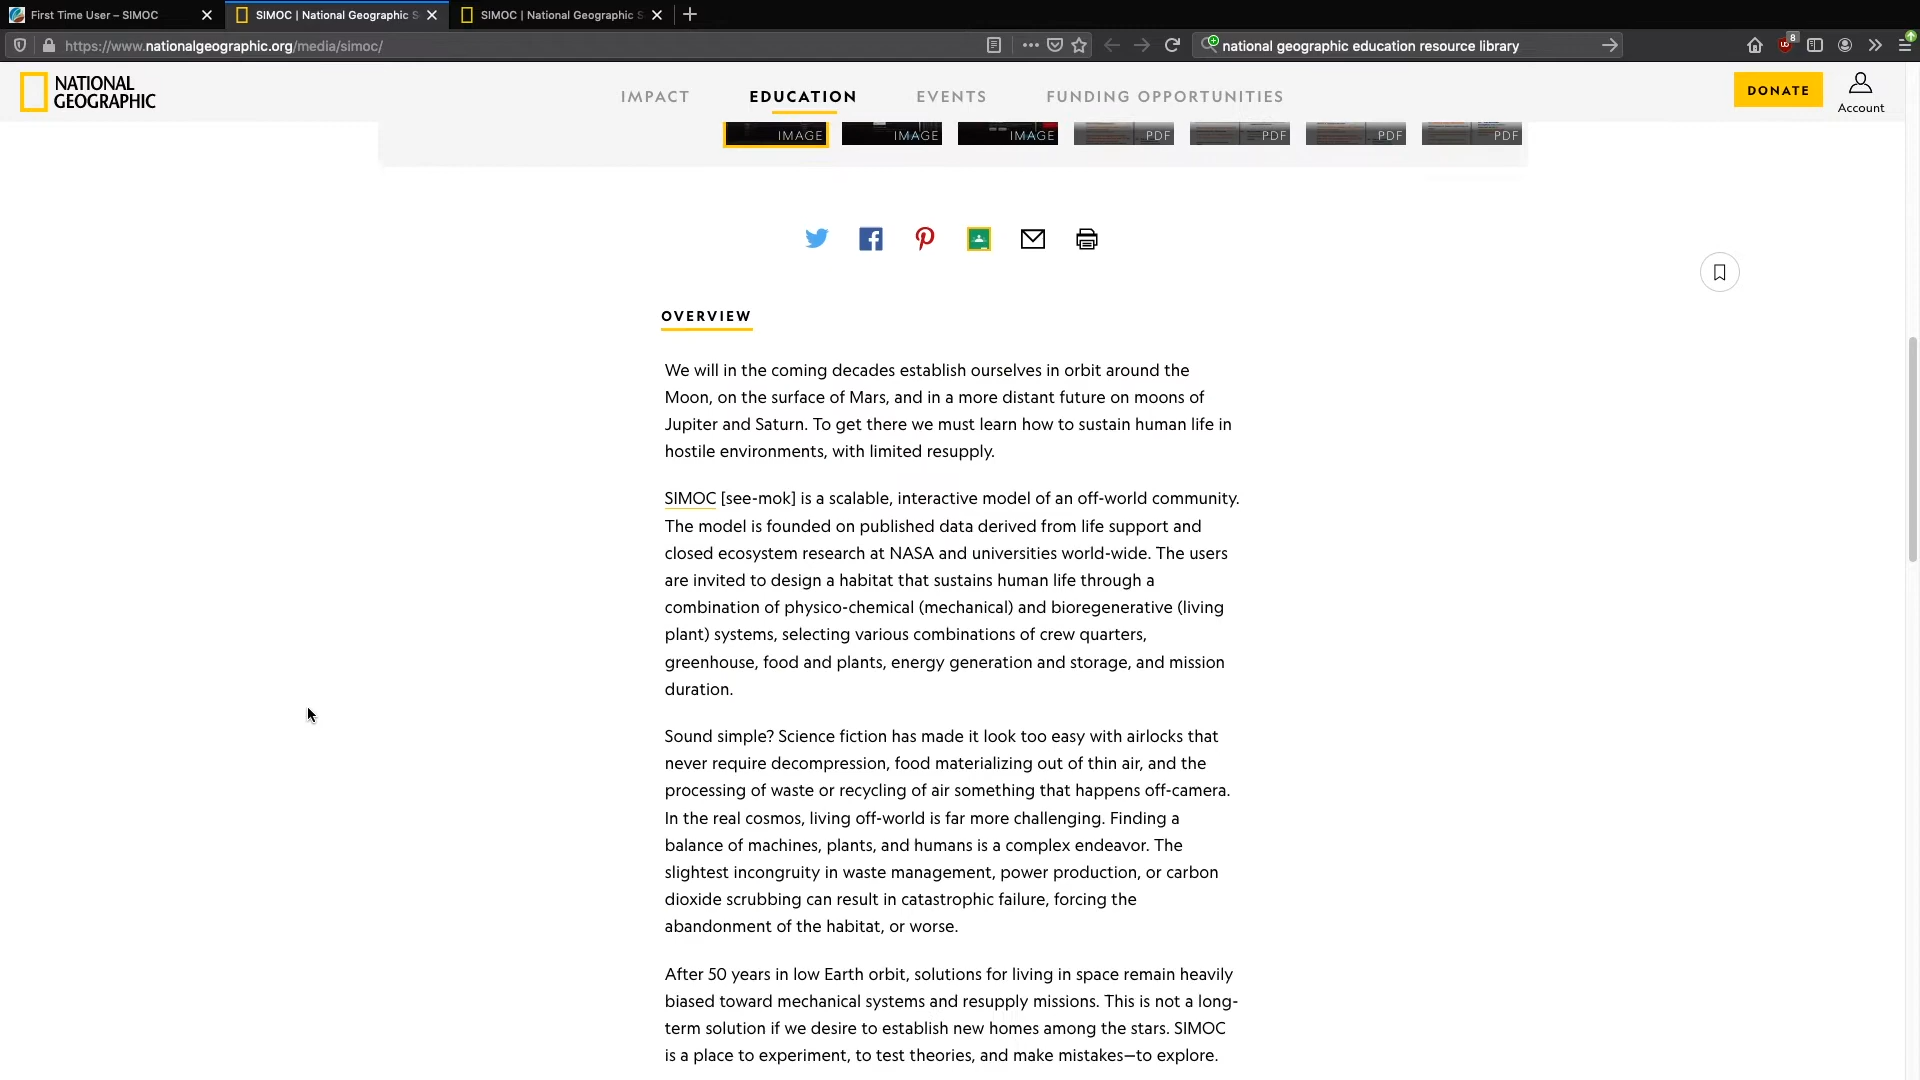 First Time User – SIMOC
SIMOC | National Geographic S
SIMOC | National Geographic S
https://www.nationalgeographic.org/media/simoc/
national geographic education resource library
8
NATIONAL
GEOGRAPHIC
IMPACT
EDUCATION
EVENTS
FUNDING OPPORTUNITIES
DONATE
Account
IMAGE
IMAGE
IMAGE
PDF
PDF
PDF
PDF
OVERVIEW
We will in the coming decades establish ourselves in orbit around the
Moon, on the surface of Mars, and in a more distant future on moons of
Jupiter and Saturn. To get there we must learn how to sustain human life in
hostile environments, with limited resupply.
SIMOC [see-mok] is a scalable, interactive model of an off-world community.
The model is founded on published data derived from life support and
closed ecosystem research at NASA and universities world-wide. The users
are invited to design a habitat that sustains human life through a
combination of physico-chemical (mechanical) and bioregenerative (living
plant) systems, selecting various combinations of crew quarters,
greenhouse, food and plants, energy generation and storage, and mission
duration.
Sound simple? Science fiction has made it look too easy with airlocks that
never require decompression, food materializing out of thin air, and the
processing of waste or recycling of air something that happens off-camera.
In the real cosmos, living off-world is far more challenging. Finding a
balance of machines, plants, and humans is a complex endeavor. The
slightest incongruity in waste management, power production, or carbon
dioxide scrubbing can result in catastrophic failure, forcing the
abandonment of the habitat, or worse.
After 50 years in low Earth orbit, solutions for living in space remain heavily
biased toward mechanical systems and resupply missions. This is not a long-
term solution if we desire to establish new homes among the stars. SIMOC
is a place to experiment, to test theories, and make mistakes—to explore.